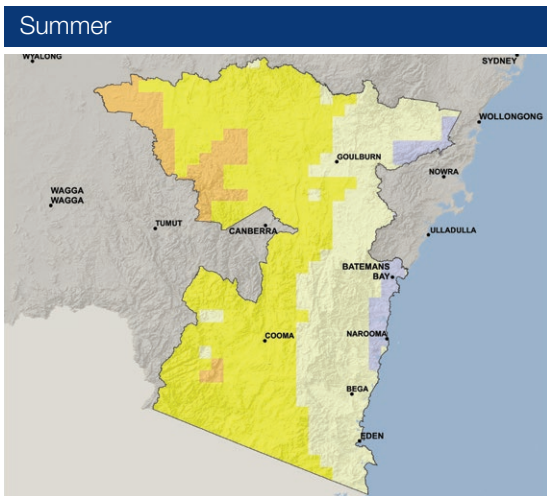 Summer
WYALONG
SYDNEY
WOLLONGONG
GOULBURN
NOWRA
WAGGA
WAGGA
TUMUT
CANBERRA
ULLADULLA
BATEMANS
BAY
COOMA
NAROOMA
BEGA
EDEN